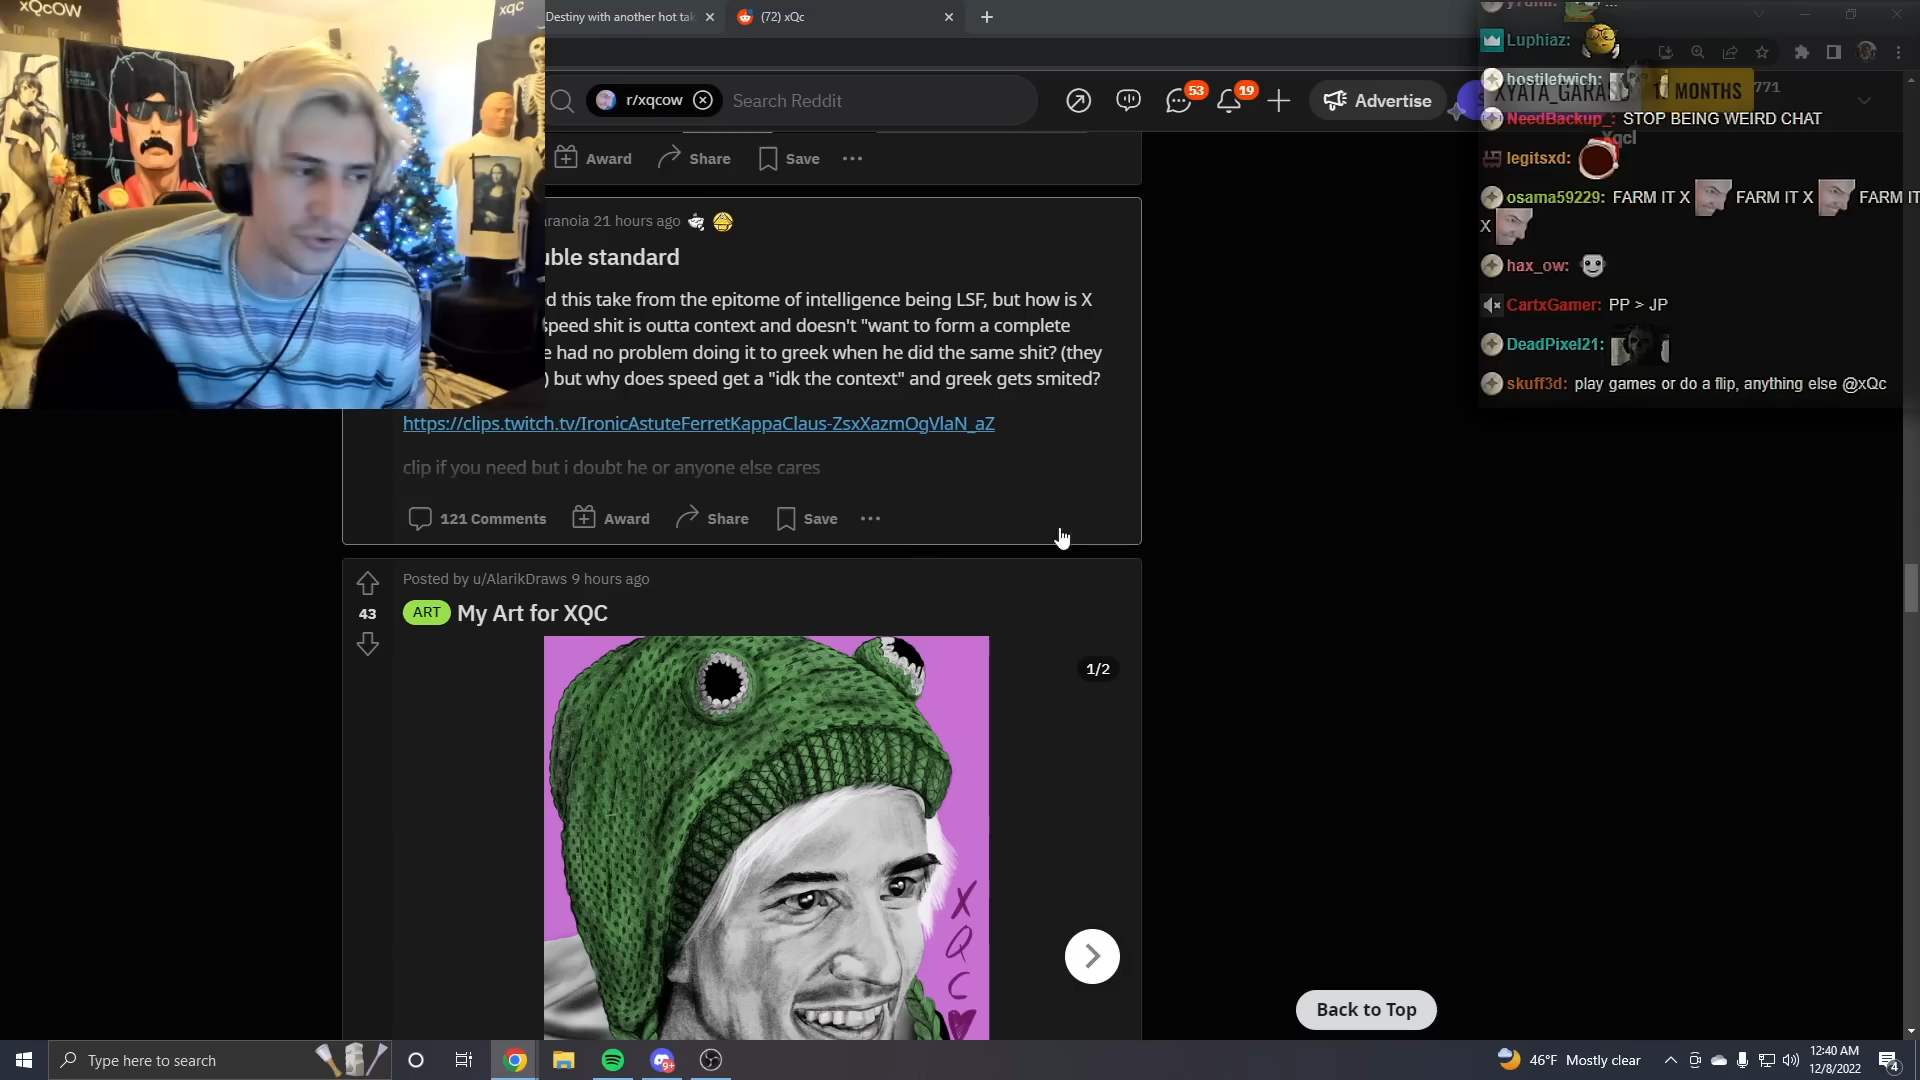 xQcOW
xqc
Destiny with another hot tak
(72) xQc
r/xqcow
Search Reddit
53
19
Advertise
Award
Share
Save
aranoia 21 hours ago
uble standard
d this take from the epitome of intelligence being LSF, but how is X
speed shit is outta context and doesn't "want to form a complete
e had no problem doing it to greek when he did the same shit? (they
) but why does speed get a "idk the context" and greek gets smited?
https://clips.twitch.tv/IronicAstuteFerretKappaClaus-ZsxXazmOgVlaN_aZ
clip if you need but i doubt he or anyone else cares
121 Comments
Award
Share
Save
Posted by u/AlarikDraws 9 hours ago
43
ART My Art for XQC
1/2
X
Q
C
Back to Top
Luphiaz:
hostiletwich:
MONTHS
NeedBackup_: STOP BEING WEIRD CHAT
legitsxd:
osama59229: FARM IT X FARM IT X FARM IT
X
hax_ow:
CartxGamer: PP > JP
DeadPixel21:
skuff3d: play games or do a flip, anything else @xQc
Type here to search
9+
46°F Mostly clear
12:40 AM
12/8/2022
4